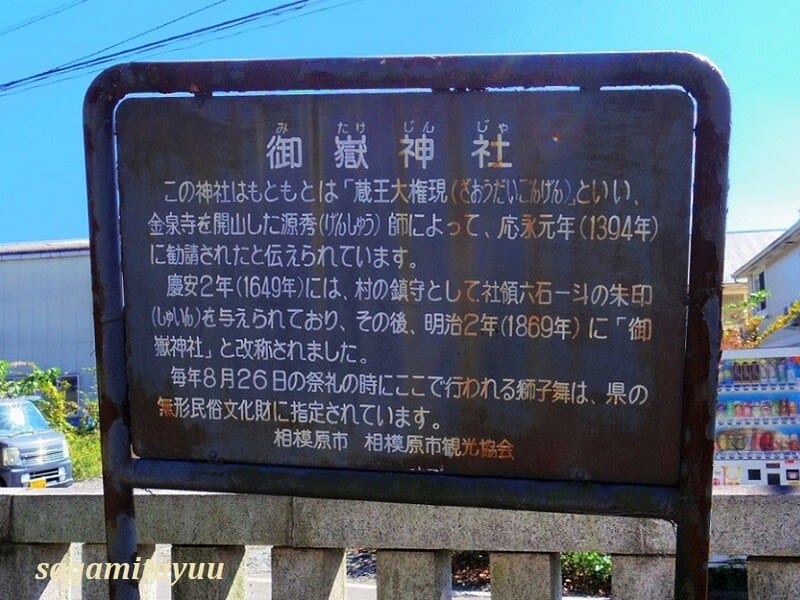 み たけ じん じゃ
御嶽神社
この神社はもともとは「蔵王大権現(ざおうだいごんげん)」といい、
金泉寺を開山した源秀(げんしゅう)師によって、応永元年(1394年)
に勧請されたと伝えられています。
慶安2年(1649年)には、村の鎮守として社領六石一斗の朱印
(しゅいん)を与えられており、その後、明治2年(1869年)に「御
嶽神社」と改称されました。
毎年8月26日の祭礼の時にここで行われる獅子舞は、県の
無形民俗文化財に指定されています。
相模原市 相模原市観光協会
sagamitayuu